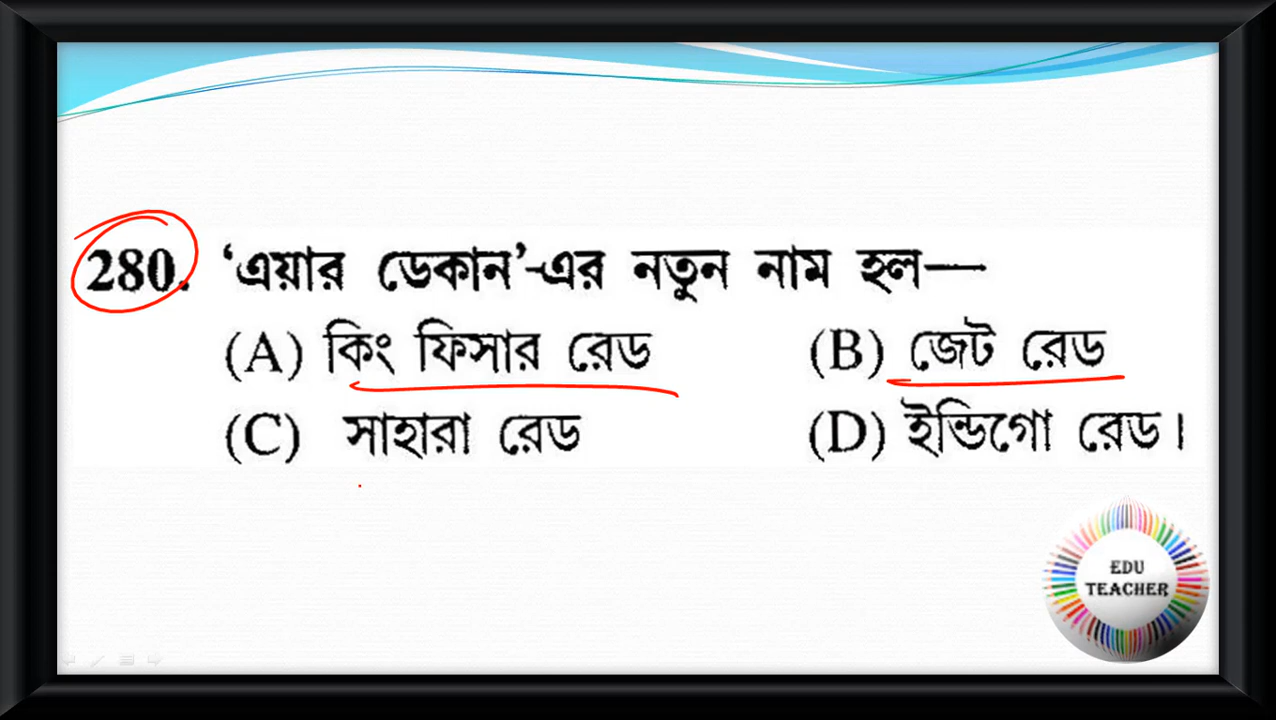 280. ‘এয়ার ডেকান’-এর নতুন নাম হল—
(A) কিং ফিসার রেড (B) জেট রেড
(C) সাহারা রেড (D) ইন্ডিগো রেড।
EDU
TEACHER